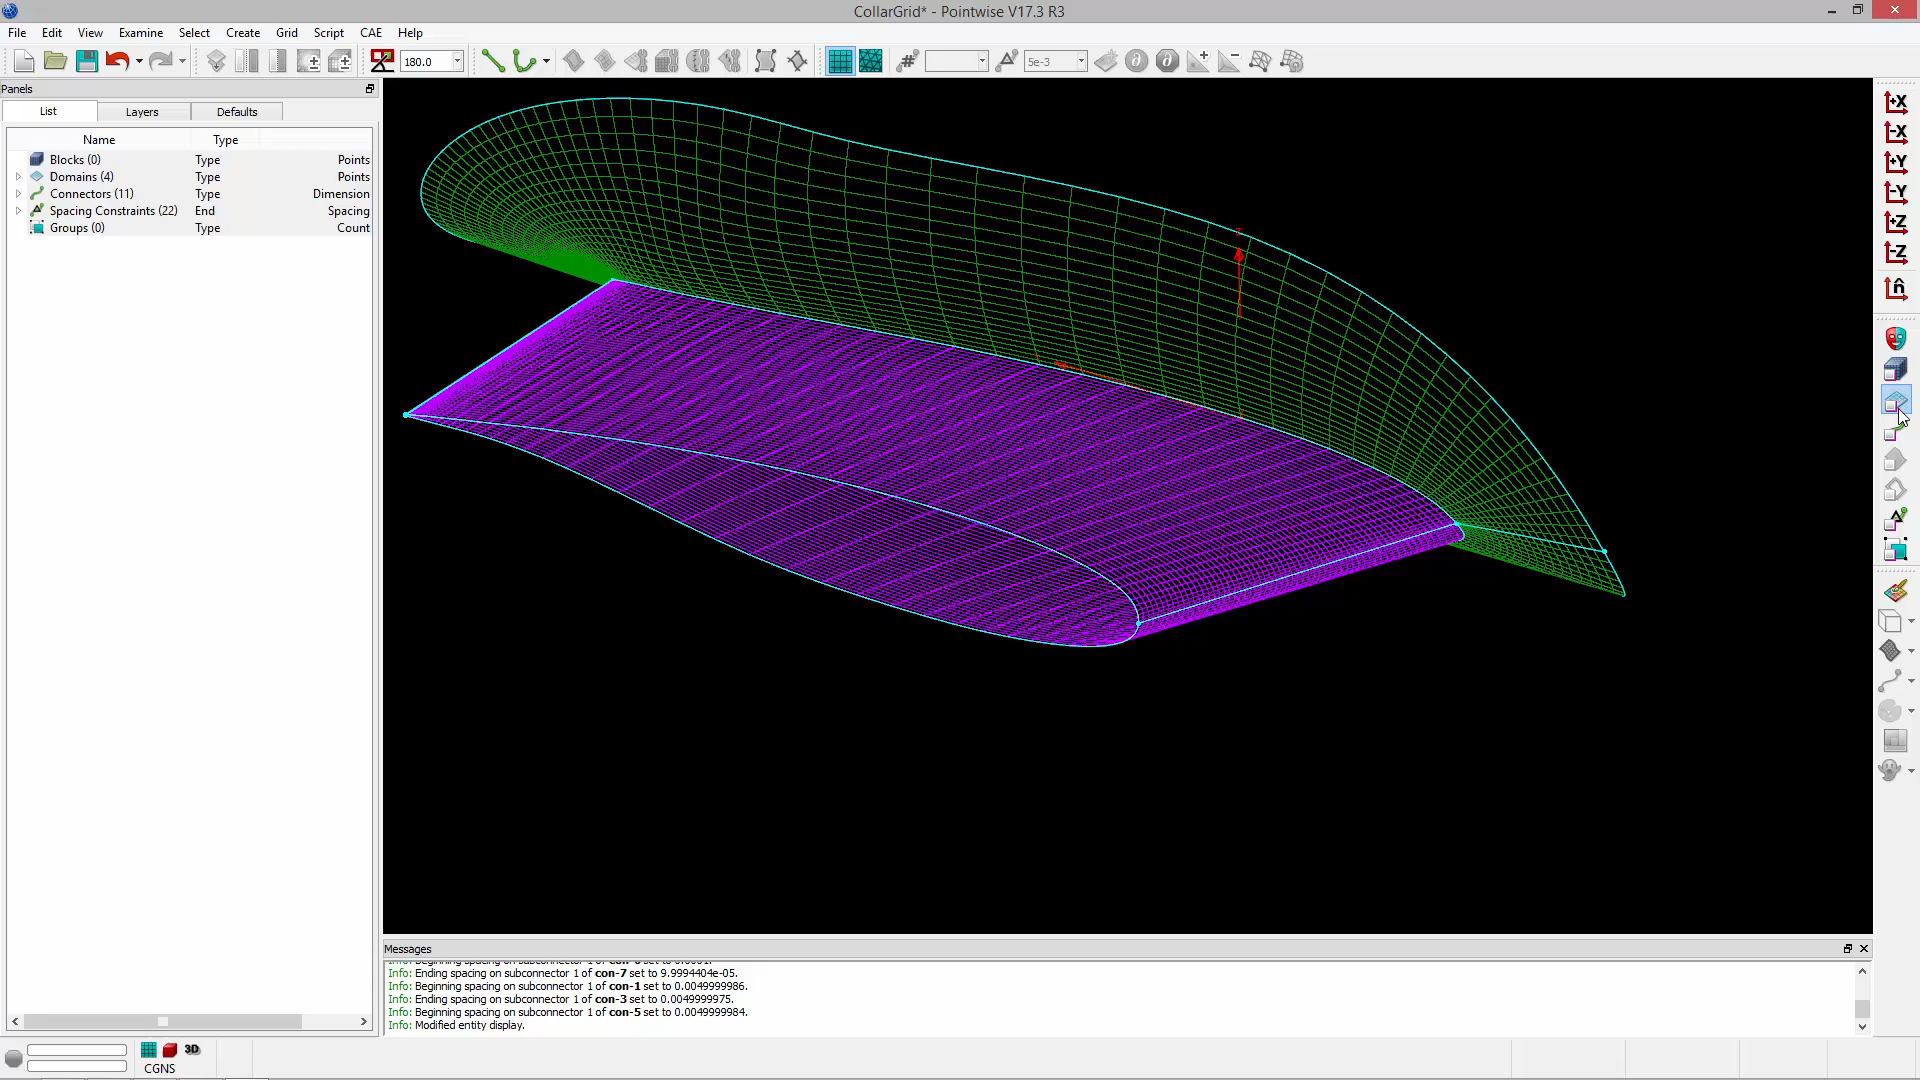 CollarGrid* - Pointwise V17.3 R3
File Edit View Examine Select Create Grid Script CAE Help
180.0
5e-3
Panels
List Layers Defaults
Name Type
Blocks (0) Type Points
Domains (4) Type Points
Connectors (11) Type Dimension
Spacing Constraints (22) End Spacing
Groups (0) Type Count
+X
-X
+Y
-Y
+Z
-Z
n̂
Messages
Info: Ending spacing on subconnector 1 of con-7 set to 9.9994404e-05.
Info: Beginning spacing on subconnector 1 of con-1 set to 0.0049999986.
Info: Ending spacing on subconnector 1 of con-3 set to 0.0049999975.
Info: Beginning spacing on subconnector 1 of con-5 set to 0.0049999984.
Info: Modified entity display.
3D
CGNS